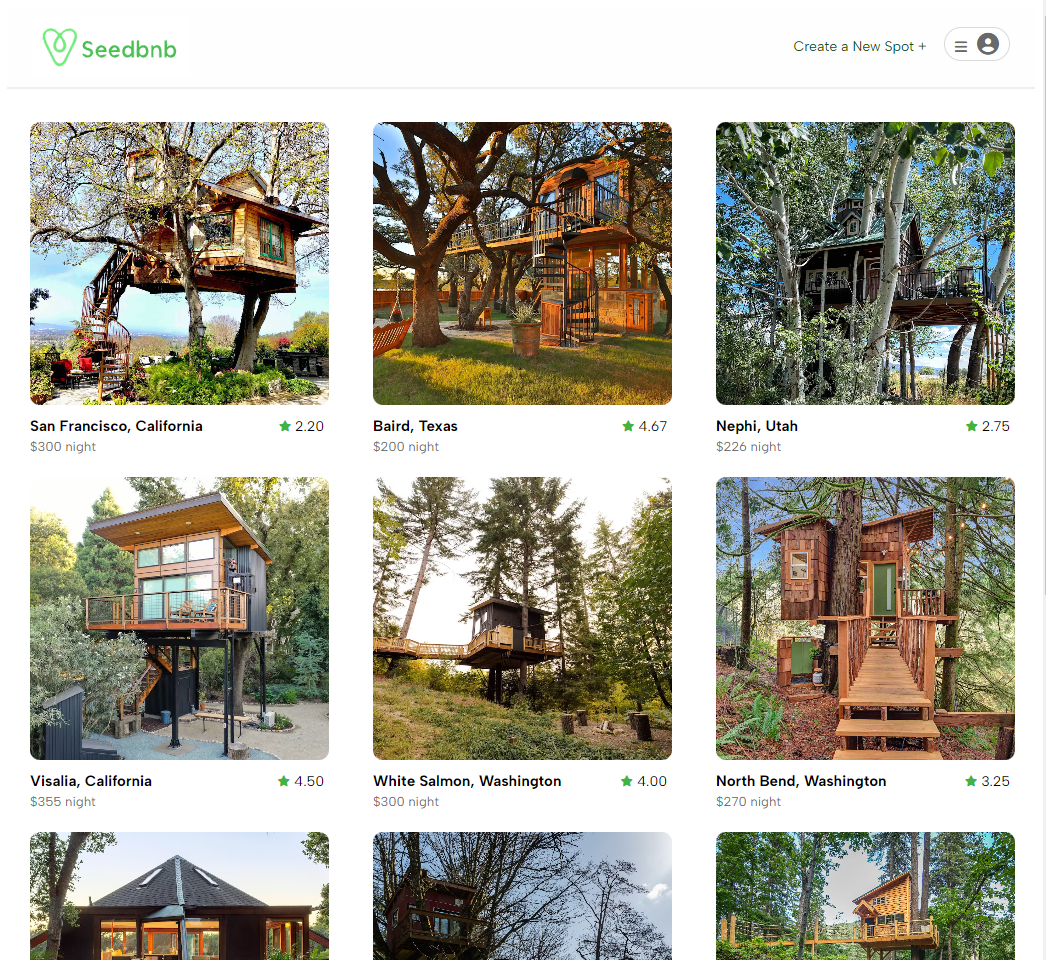 Seedbnb
Create a New Spot +
San Francisco, California 2.20
$300 night
Baird, Texas 4.67
$200 night
Nephi, Utah 2.75
$226 night
Visalia, California 4.50
$355 night
White Salmon, Washington 4.00
$300 night
North Bend, Washington 3.25
$270 night